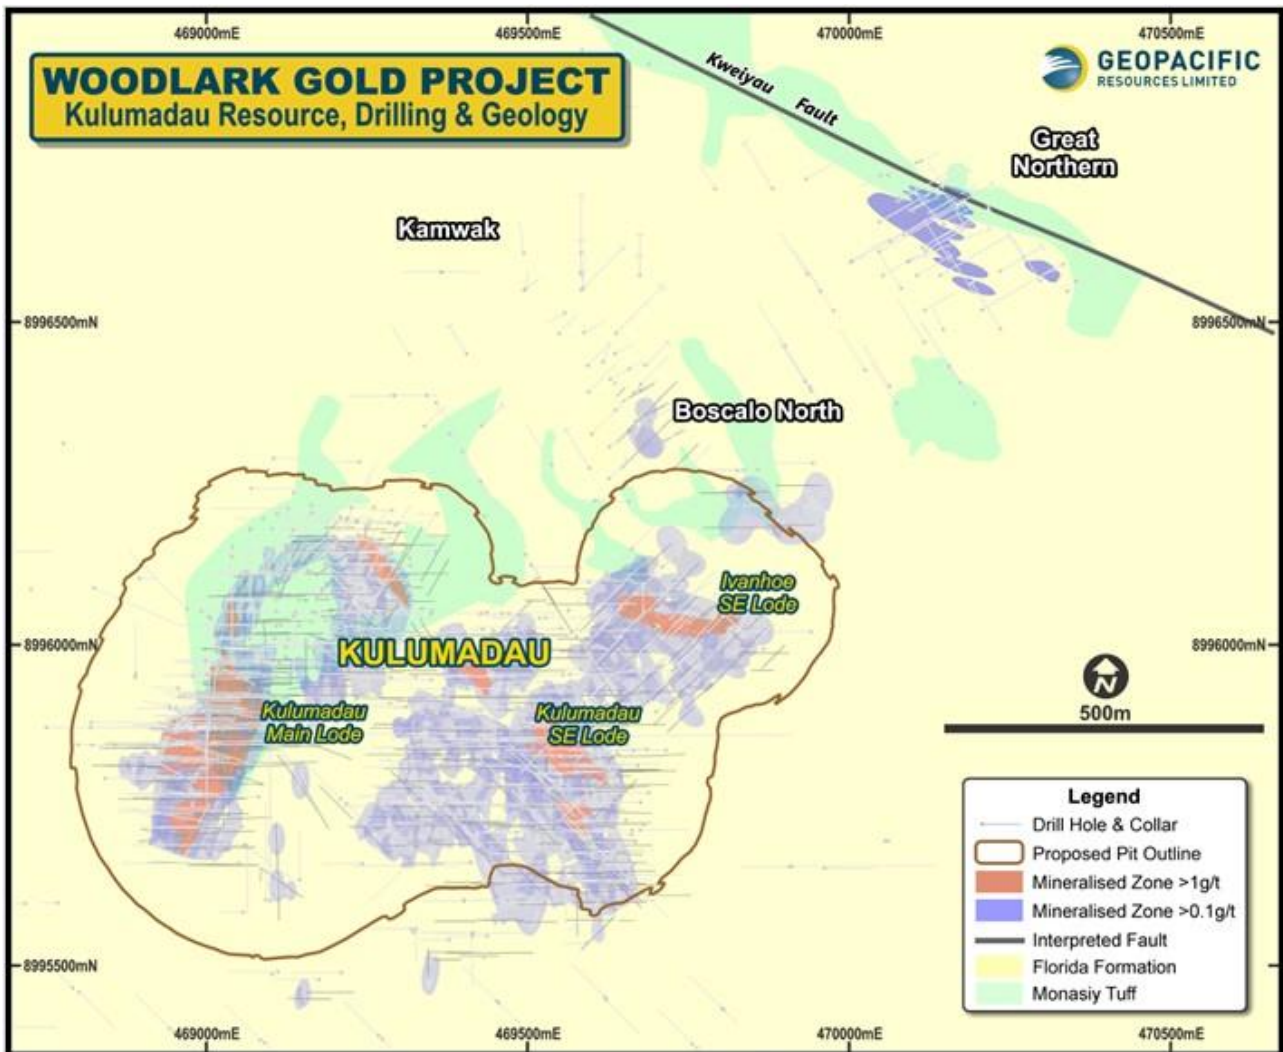 469000mE
469500mE
470000mE
470500mE
WOODLARK GOLD PROJECT
Kulumadau Resource, Drilling & Geology
GEOPACIFIC
RESOURCES LIMITED
Kweiyau Fault
Great
Northern
Kamwak
8996500mN
8996500mN
Boscalo North
Ivanhoe
SE Lode
8996000mN
KULUMADAU
8996000mN
N
500m
Kulumadau
Main Lode
Kulumadau
SE Lode
Legend
Drill Hole & Collar
Proposed Pit Outline
Mineralised Zone >1g/t
Mineralised Zone >0.1g/t
Interpreted Fault
Florida Formation
Monasiy Tuff
8995500mN
469000mE
469500mE
470000mE
470500mE